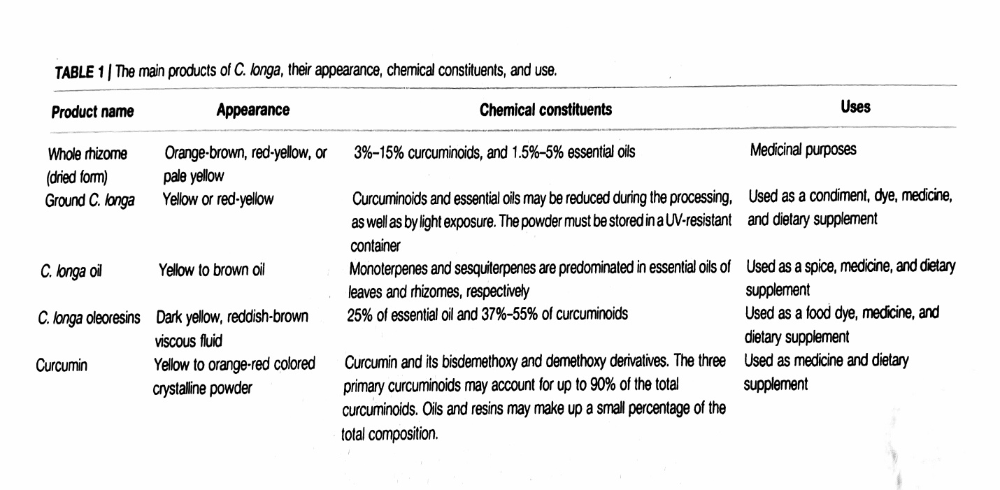 TABLE 1 | The main products of C. longa, their appearance, chemical constituents, and use.
Product name Appearance Chemical constituents Uses
Whole rhizome Orange-brown, red-yellow, or 3%–15% curcuminoids, and 1.5%–5% essential oils Medicinal purposes
(dried form) pale yellow
Ground C. longa Yellow or red-yellow Curcuminoids and essential oils may be reduced during the processing, Used as a condiment, dye, medicine,
as well as by light exposure. The powder must be stored in a UV-resistant and dietary supplement
container
C. longa oil Yellow to brown oil Monoterpenes and sesquiterpenes are predominated in essential oils of Used as a spice, medicine, and dietary
leaves and rhizomes, respectively supplement
C. longa oleoresins Dark yellow, reddish-brown 25% of essential oil and 37%–55% of curcuminoids Used as a food dye, medicine, and
viscous fluid dietary supplement
Curcumin Yellow to orange-red colored Curcumin and its bisdemethoxy and demethoxy derivatives. The three Used as medicine and dietary
crystalline powder primary curcuminoids may account for up to 90% of the total supplement
curcuminoids. Oils and resins may make up a small percentage of the
total composition.